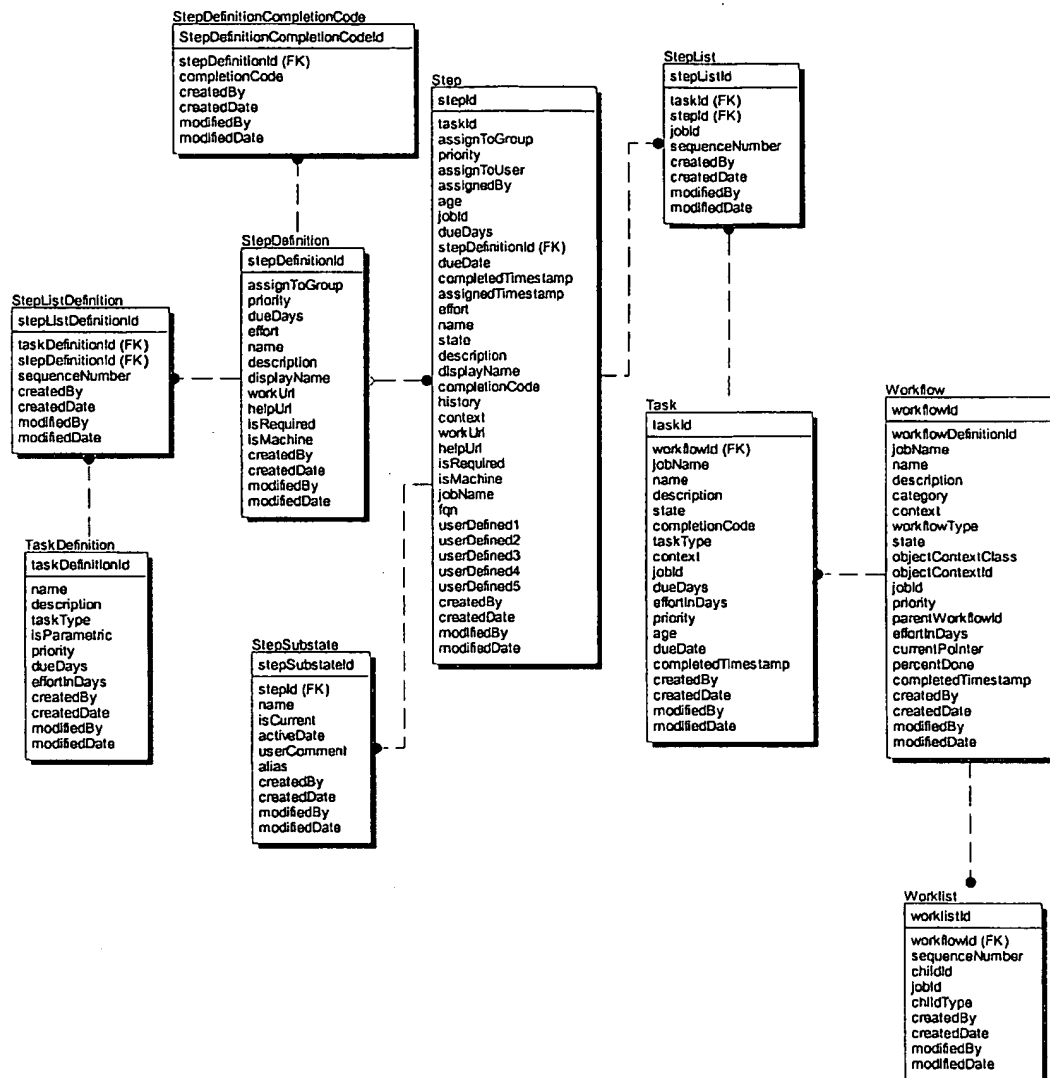 StepDefinitionCompletionCode
StepDefinitionCompletionCodeId
stepDefinitionId (FK)
completionCode
createdBy
createdDate
modifiedBy
modifiedDate
StepDefinition
stepDefinitionId
assignToGroup
priority
dueDays
effort
name
description
displayName
workUrl
helpUrl
isRequired
isMachine
createdBy
createdDate
modifiedBy
modifiedDate
StepListDefinition
stepListDefinitionId
taskDefinitionId (FK)
stepDefinitionId (FK)
sequenceNumber
createdBy
createdDate
modifiedBy
modifiedDate
TaskDefinition
taskDefinitionId
name
description
taskType
isParametric
priority
dueDays
effortInDays
createdBy
createdDate
modifiedBy
modifiedDate
Step
stepId
taskId
assignToGroup
priority
assignToUser
assignedBy
age
jobId
dueDays
stepDefinitionId (FK)
dueDate
completedTimestamp
assignedTimestamp
effort
name
state
description
displayName
completionCode
history
context
workUrl
helpUrl
isRequired
isMachine
jobName
fqn
userDefined1
userDefined2
userDefined3
userDefined4
userDefined5
createdBy
createdDate
modifiedBy
modifiedDate
StepSubstate
stepSubstateId
stepId (FK)
name
isCurrent
activeDate
userComment
alias
createdBy
createdDate
modifiedBy
modifiedDate
StepList
stepListId
taskId (FK)
stepId (FK)
jobId
sequenceNumber
createdBy
createdDate
modifiedBy
modifiedDate
Task
taskId
workflowId (FK)
jobName
name
description
state
completionCode
taskType
context
jobId
dueDays
effortInDays
priority
age
dueDate
completedTimestamp
createdBy
createdDate
modifiedBy
modifiedDate
Workflow
workflowId
workflowDefinitionId
jobName
name
description
category
context
workflowType
state
objectContextClass
objectContextId
jobId
priority
parentWorkflowId
effortInDays
currentPointer
percentDone
completedTimestamp
createdBy
createdDate
modifiedBy
modifiedDate
Worklist
worklistId
workflowId (FK)
sequenceNumber
childId
jobId
childType
createdBy
createdDate
modifiedBy
modifiedDate